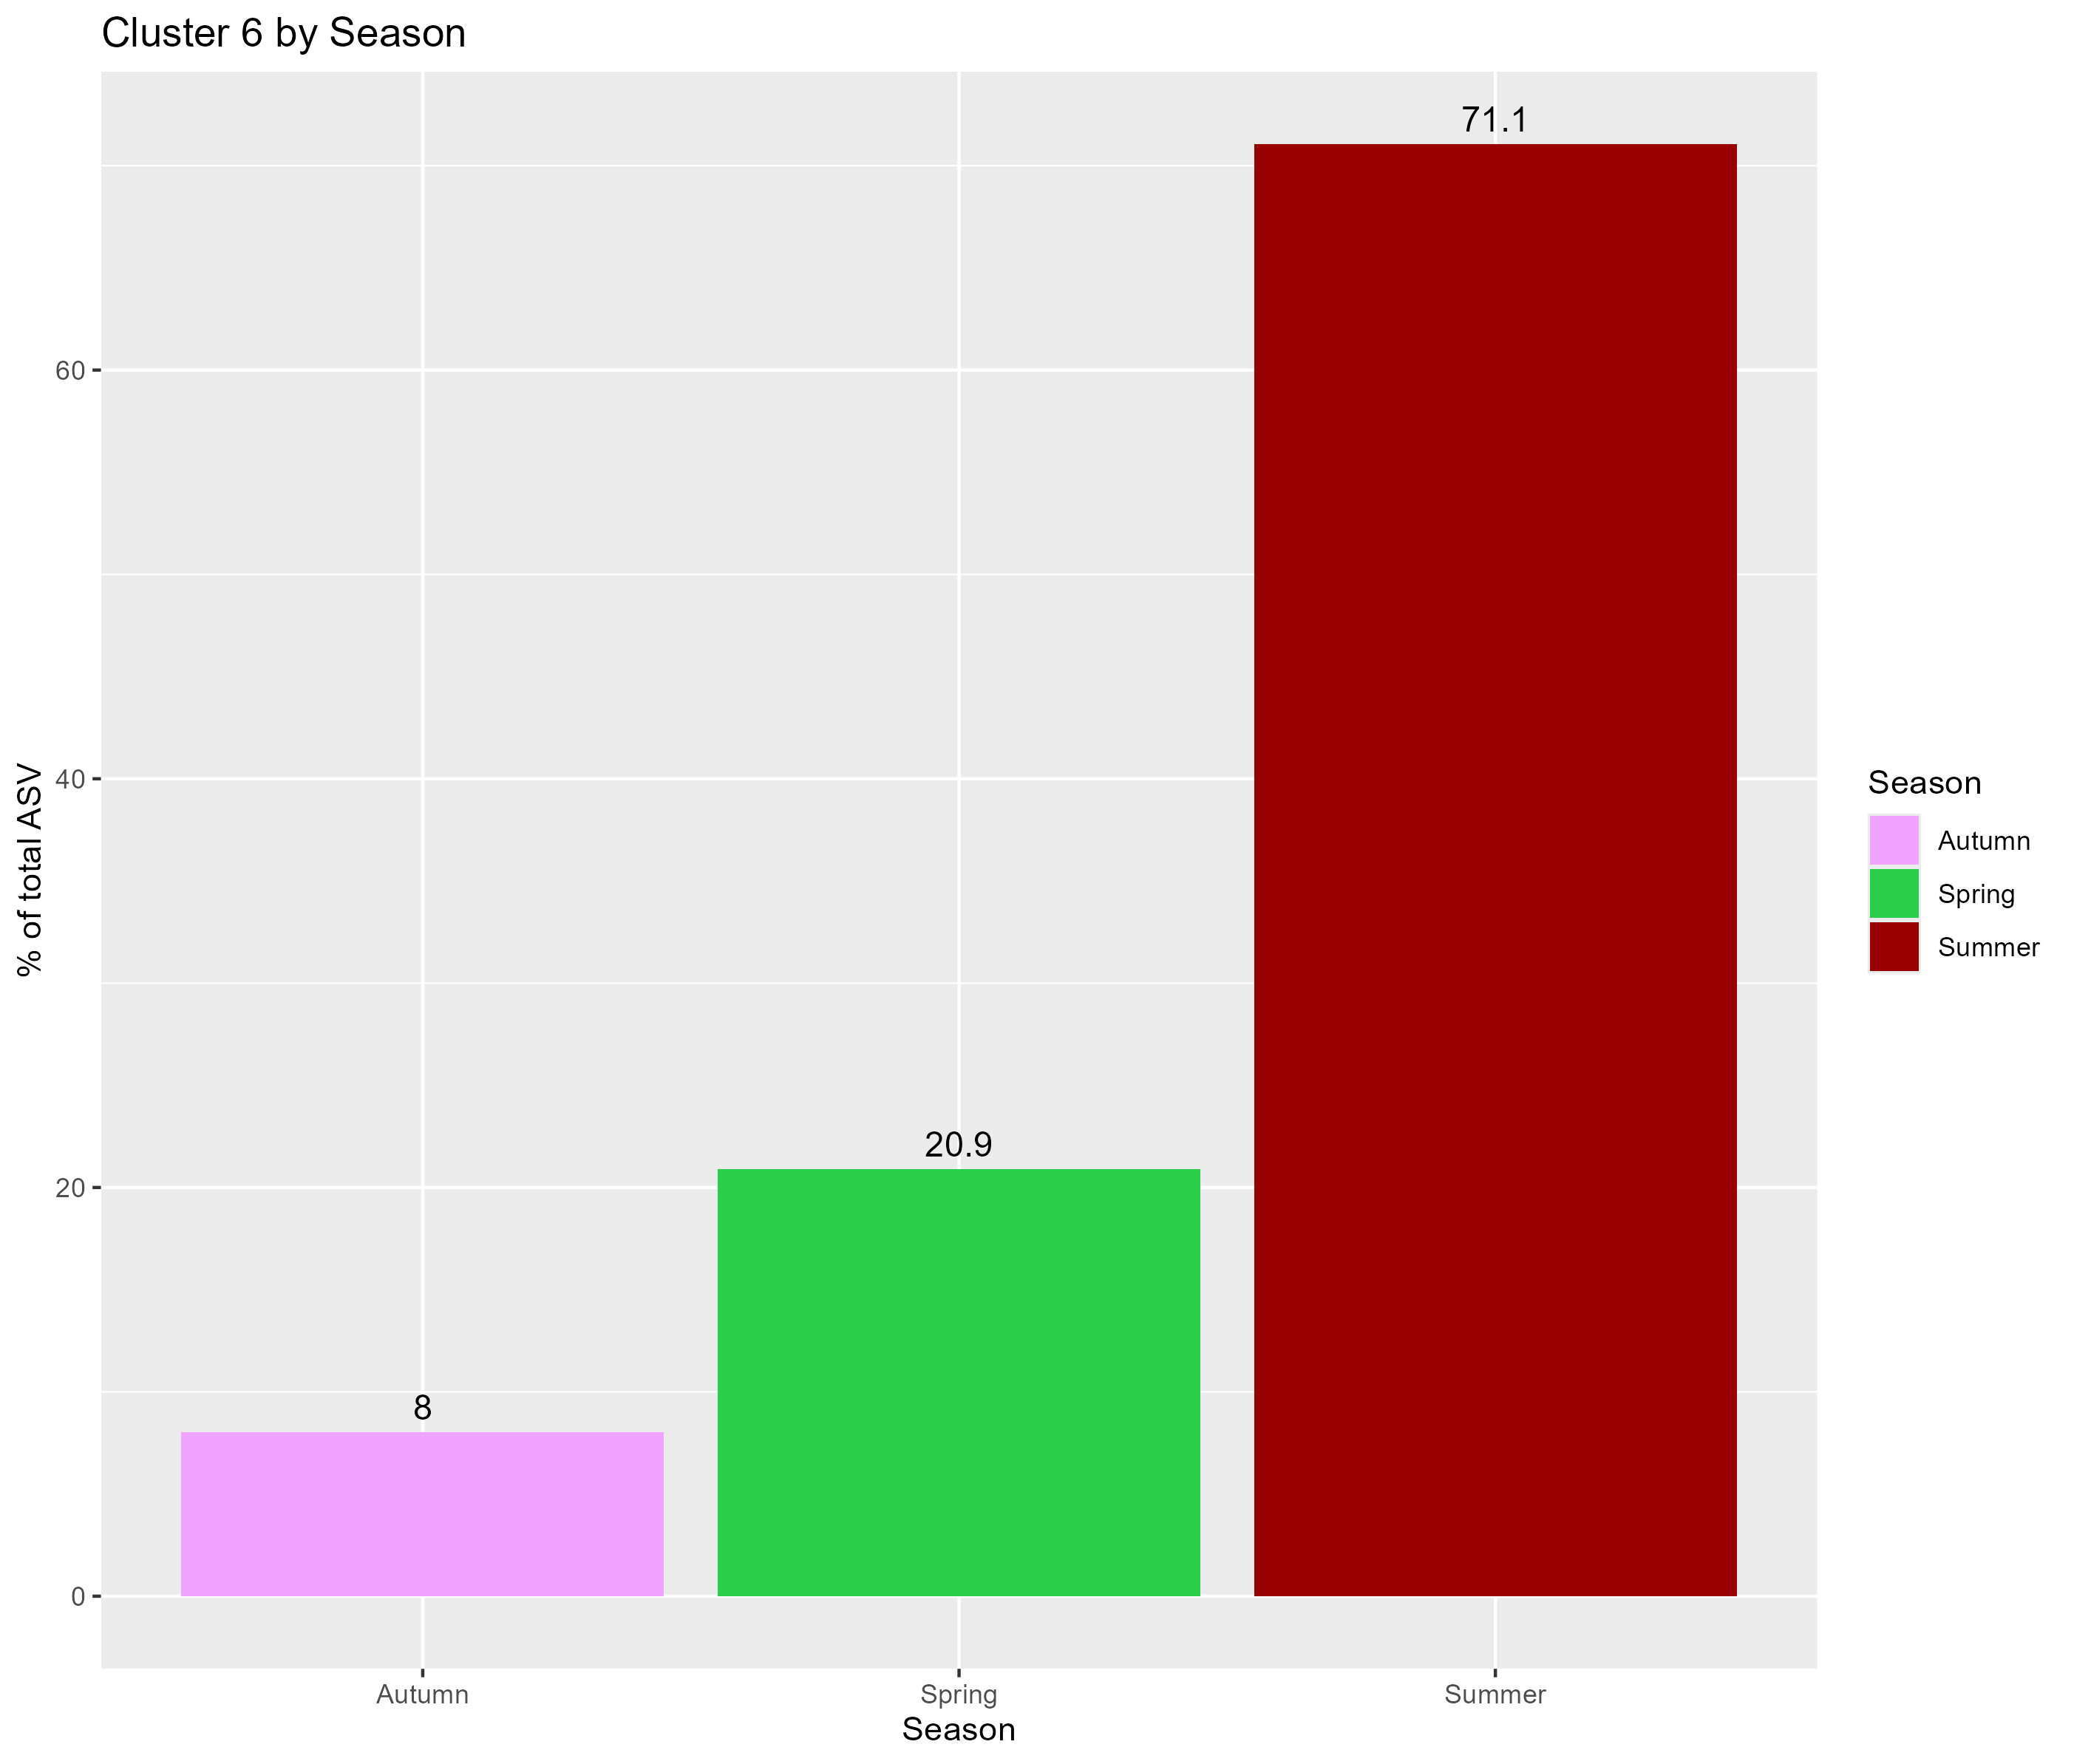 Cluster 6 by Season
71.1
60
40
20.9
20
8
0
% of total ASV
Autumn
Spring
Summer
Season
Season
Autumn
Spring
Summer